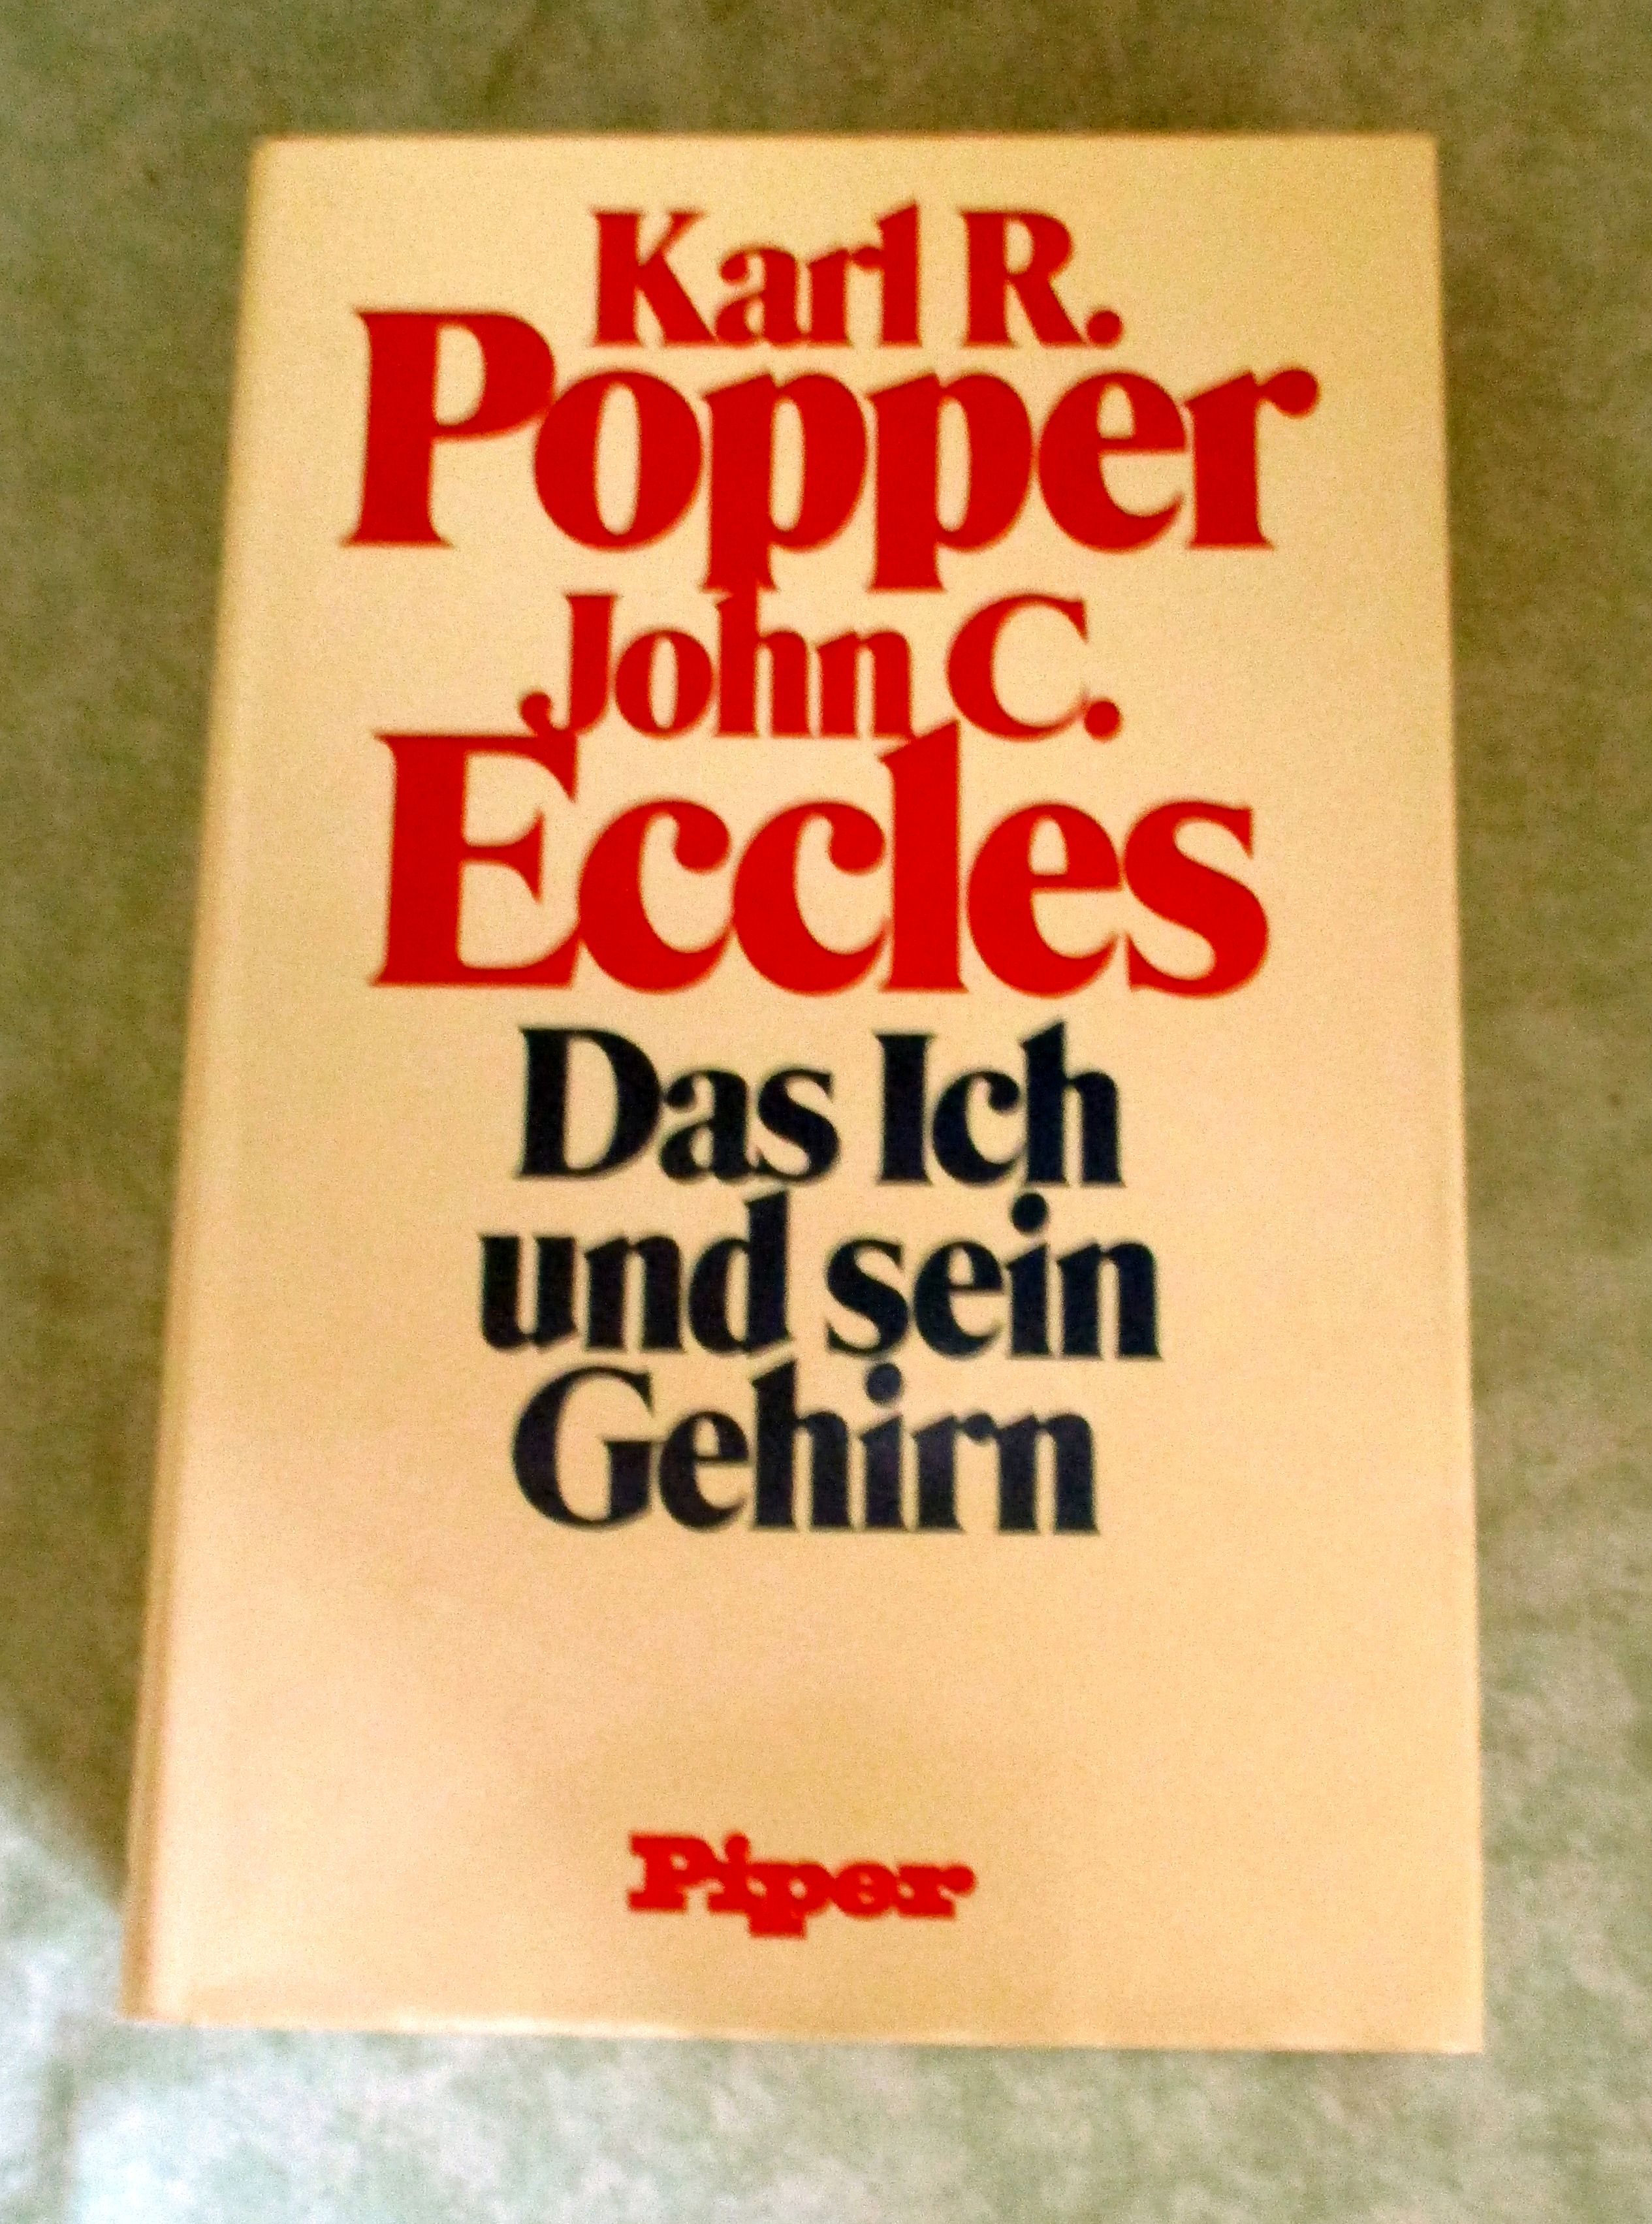 Karl R.
Popper
John C.
Eccles
Das Ich
und sein
Gehirn
Piper